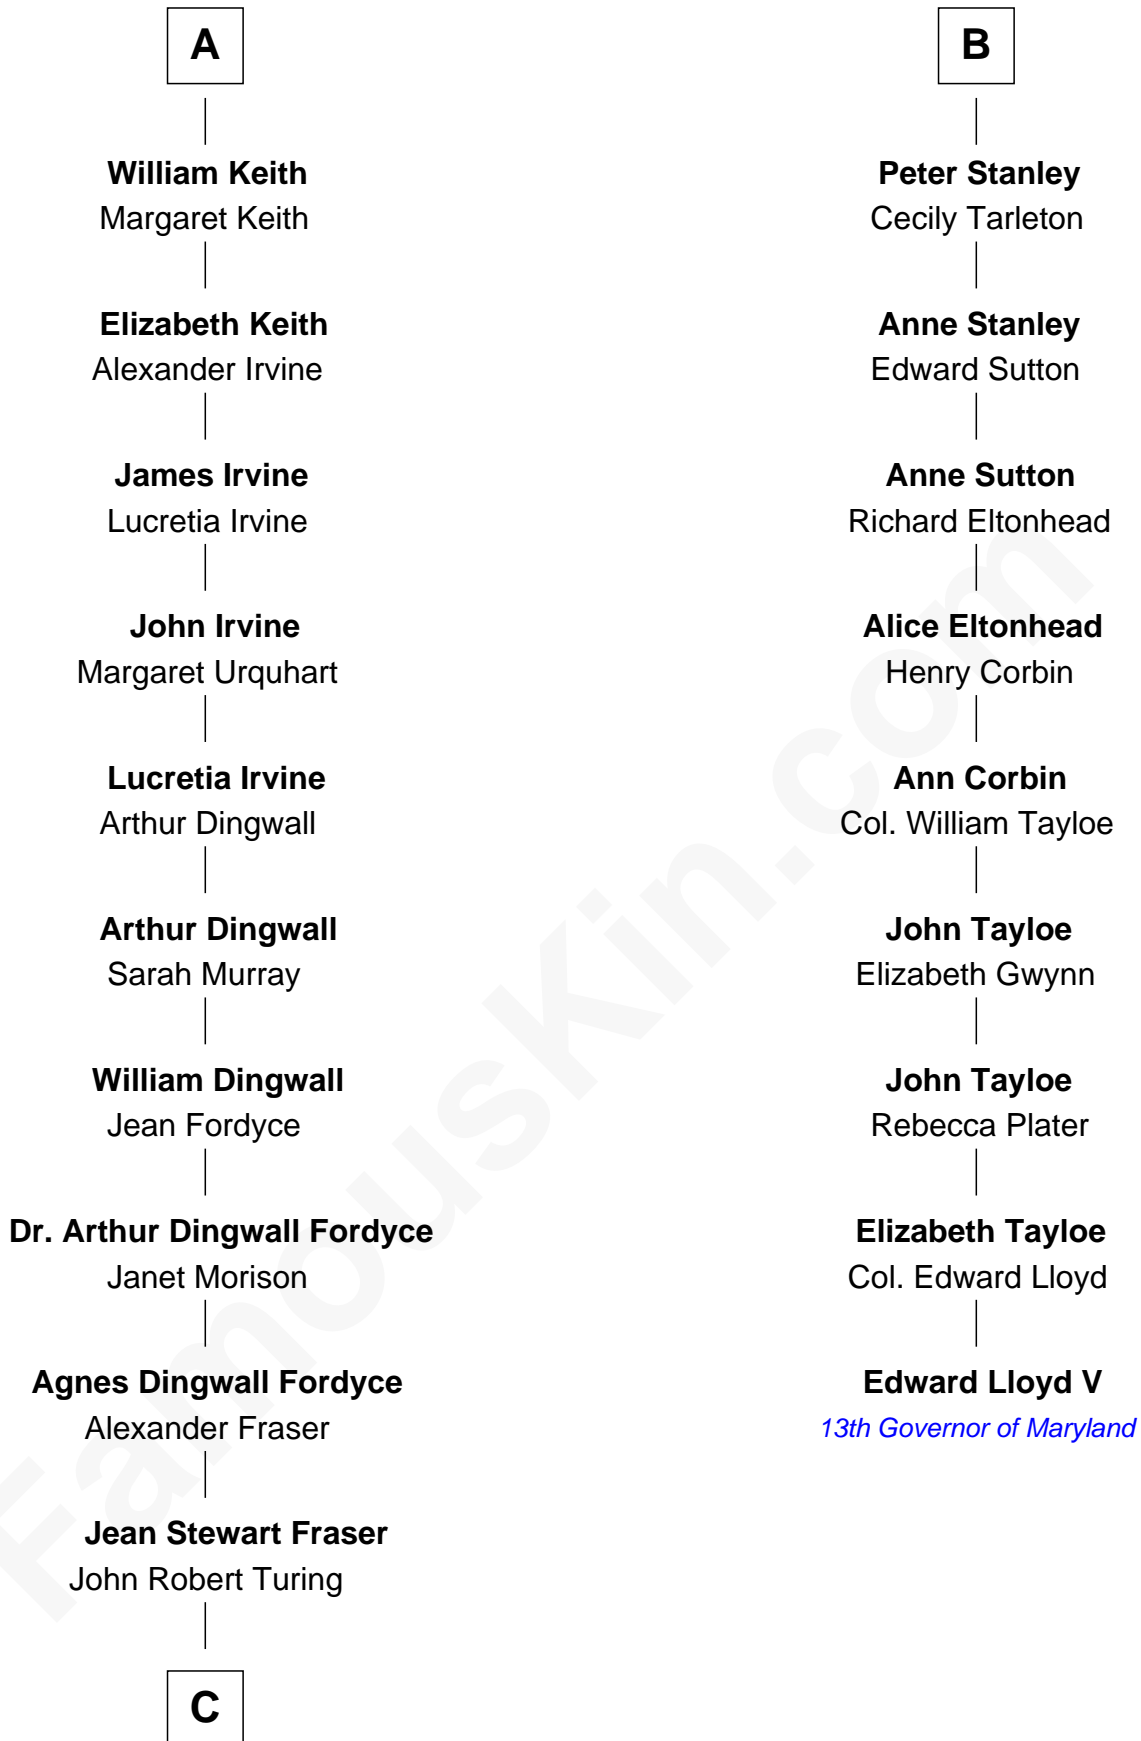 A
William Keith
Margaret Keith
Elizabeth Keith
Alexander Irvine
James Irvine
Lucretia Irvine
John Irvine
Margaret Urquhart
Lucretia Irvine
Arthur Dingwall
Arthur Dingwall
Sarah Murray
William Dingwall
Jean Fordyce
Dr. Arthur Dingwall Fordyce
Janet Morison
Agnes Dingwall Fordyce
Alexander Fraser
Jean Stewart Fraser
John Robert Turing
C
B
Peter Stanley
Cecily Tarleton
Anne Stanley
Edward Sutton
Anne Sutton
Richard Eltonhead
Alice Eltonhead
Henry Corbin
Ann Corbin
Col. William Tayloe
John Tayloe
Elizabeth Gwynn
John Tayloe
Rebecca Plater
Elizabeth Tayloe
Col. Edward Lloyd
Edward Lloyd V
13th Governor of Maryland
FamousKin.com